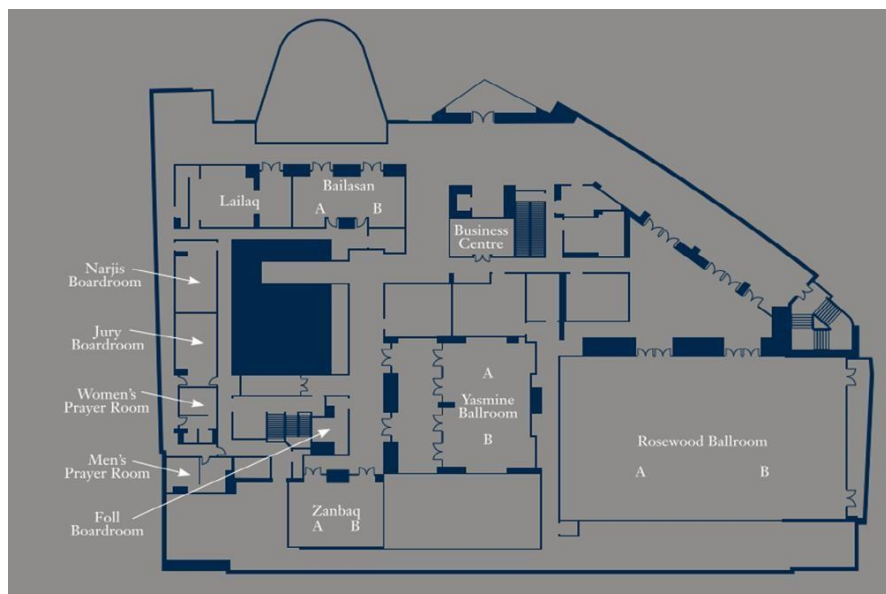 Lailaq
Bailasan
A B
Business
Centre
Narjis
Boardroom
Jury
Boardroom
Women's
Prayer Room
Men's
Prayer Room
Foll
Boardroom
A
Yasmine
Ballroom
B
Zanbaq
A B
Rosewood Ballroom
A B